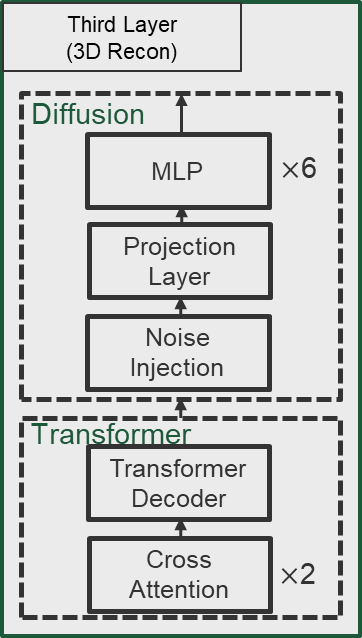 Third Layer
(3D Recon)
Diffusion
MLP
×6
Projection
Layer
Noise
Injection
Transformer
Transformer
Decoder
Cross
Attention
×2